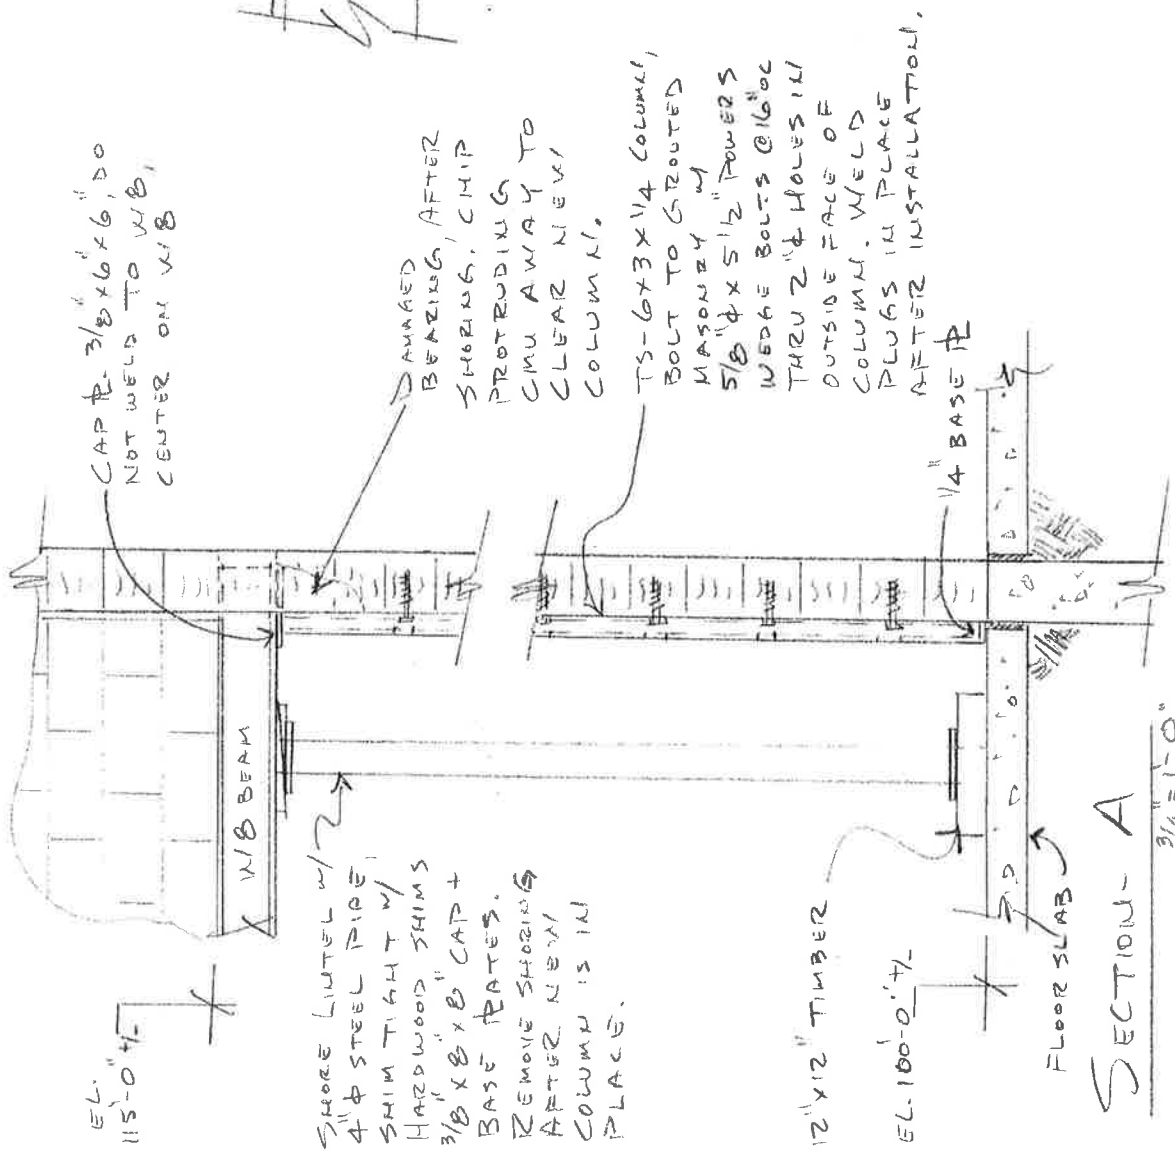 CAP PL 3/8"x6"x6", DO
NOT WELD TO W8,
CENTER ON W8
DAMAGED
BEARING, AFTER
SHORING, CHIP
PROTRUDING
CMU AWAY TO
CLEAR NEW
COLUMN.
TS-6x3x1/4 COLUMN,
BOLT TO GROUTED
MASONRY w/
5/8"ϕ x 5 1/2" POWERS
WEDGE BOLTS @16"oc
THRU 2"ϕ HOLES IN
OUTSIDE FACE OF
COLUMN. WELD
PLUGS IN PLACE
AFTER INSTALLATION.
1/4" BASE PL
W8 BEAM
EL.
115'-0" +/-
SHORE LINTEL w/
4"ϕ STEEL PIPE,
SHIM TIGHT w/
HARDWOOD SHIMS
3/8"x8"x8" CAP +
BASE PLATES.
REMOVE SHORING
AFTER NEW
COLUMN IS IN
PLACE.
12"x12" TIMBER
EL. 100'-0" +/-
FLOOR SLAB
SECTION - A
3/4"=1'-0"